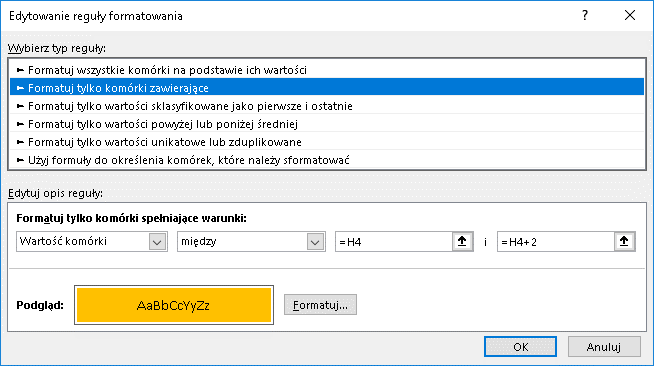 Edytowanie reguły formatowania ? ×
Wybierz typ reguły:
► Formatuj wszystkie komórki na podstawie ich wartości
► Formatuj tylko komórki zawierające
► Formatuj tylko wartości sklasyfikowane jako pierwsze i ostatnie
► Formatuj tylko wartości powyżej lub poniżej średniej
► Formatuj tylko wartości unikatowe lub zduplikowane
► Użyj formuły do określenia komórek, które należy sformatować
Edytuj opis reguły:
Formatuj tylko komórki spełniające warunki:
Wartość komórki między =H4 i =H4+2
Podgląd: AaBbCcYyZz Formatuj...
OK Anuluj